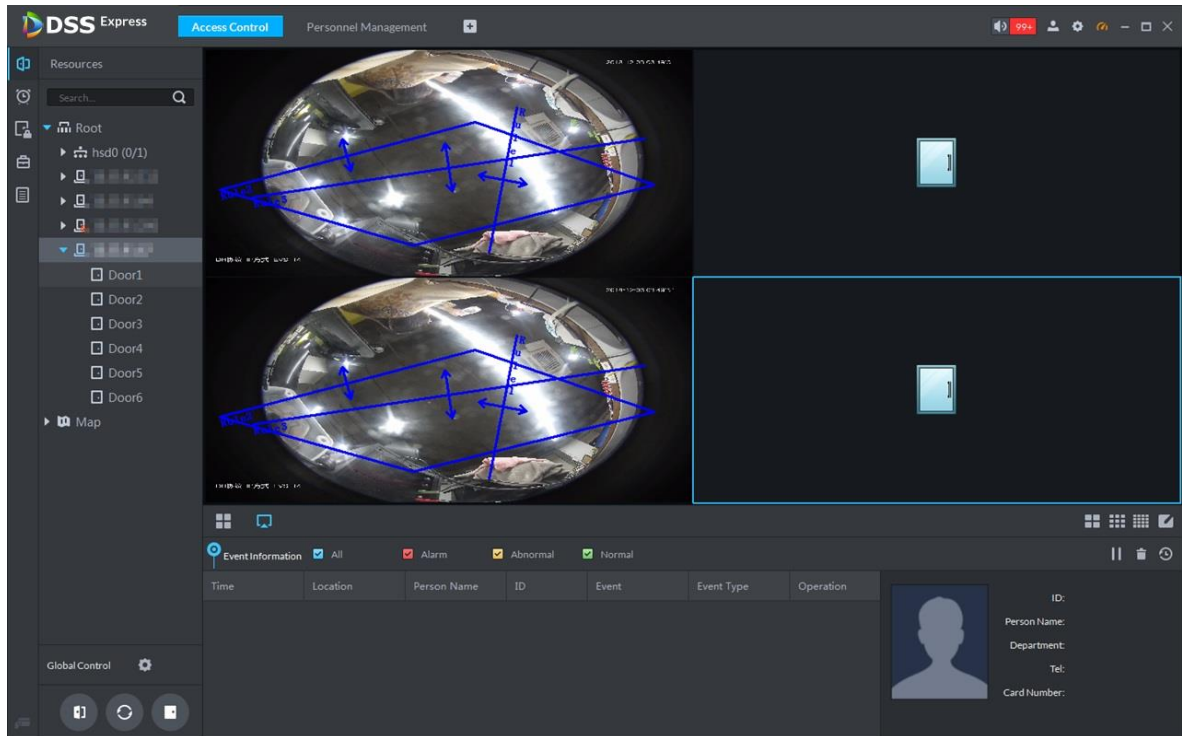 DSS Express
Access Control
Personnel Management
99+
Resources
Search...
Root
hsd0 (0/1)
Door1
Door2
Door3
Door4
Door5
Door6
Map
Global Control
Event Information
All
Alarm
Abnormal
Normal
Time Location Person Name ID Event Event Type Operation
ID:
Person Name:
Department:
Tel:
Card Number: